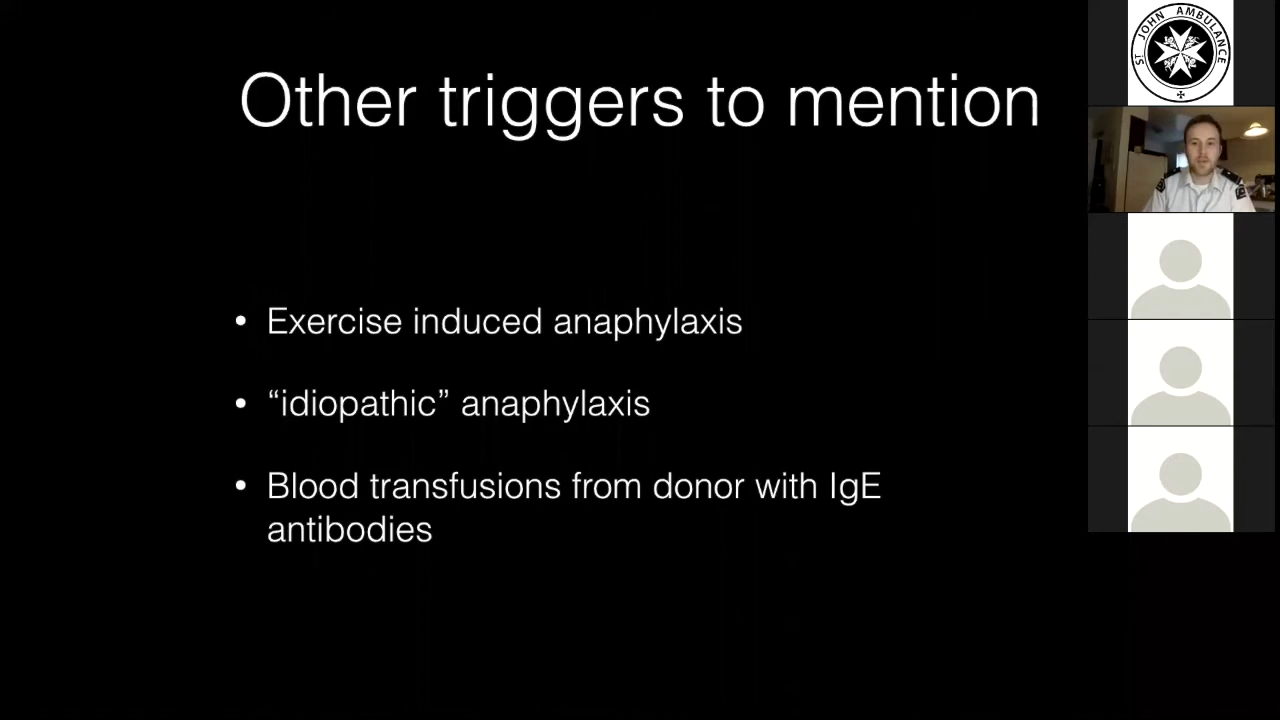 Other triggers to mention
• Exercise induced anaphylaxis
• “idiopathic” anaphylaxis
• Blood transfusions from donor with IgE
antibodies
ST JOHN AMBULANCE